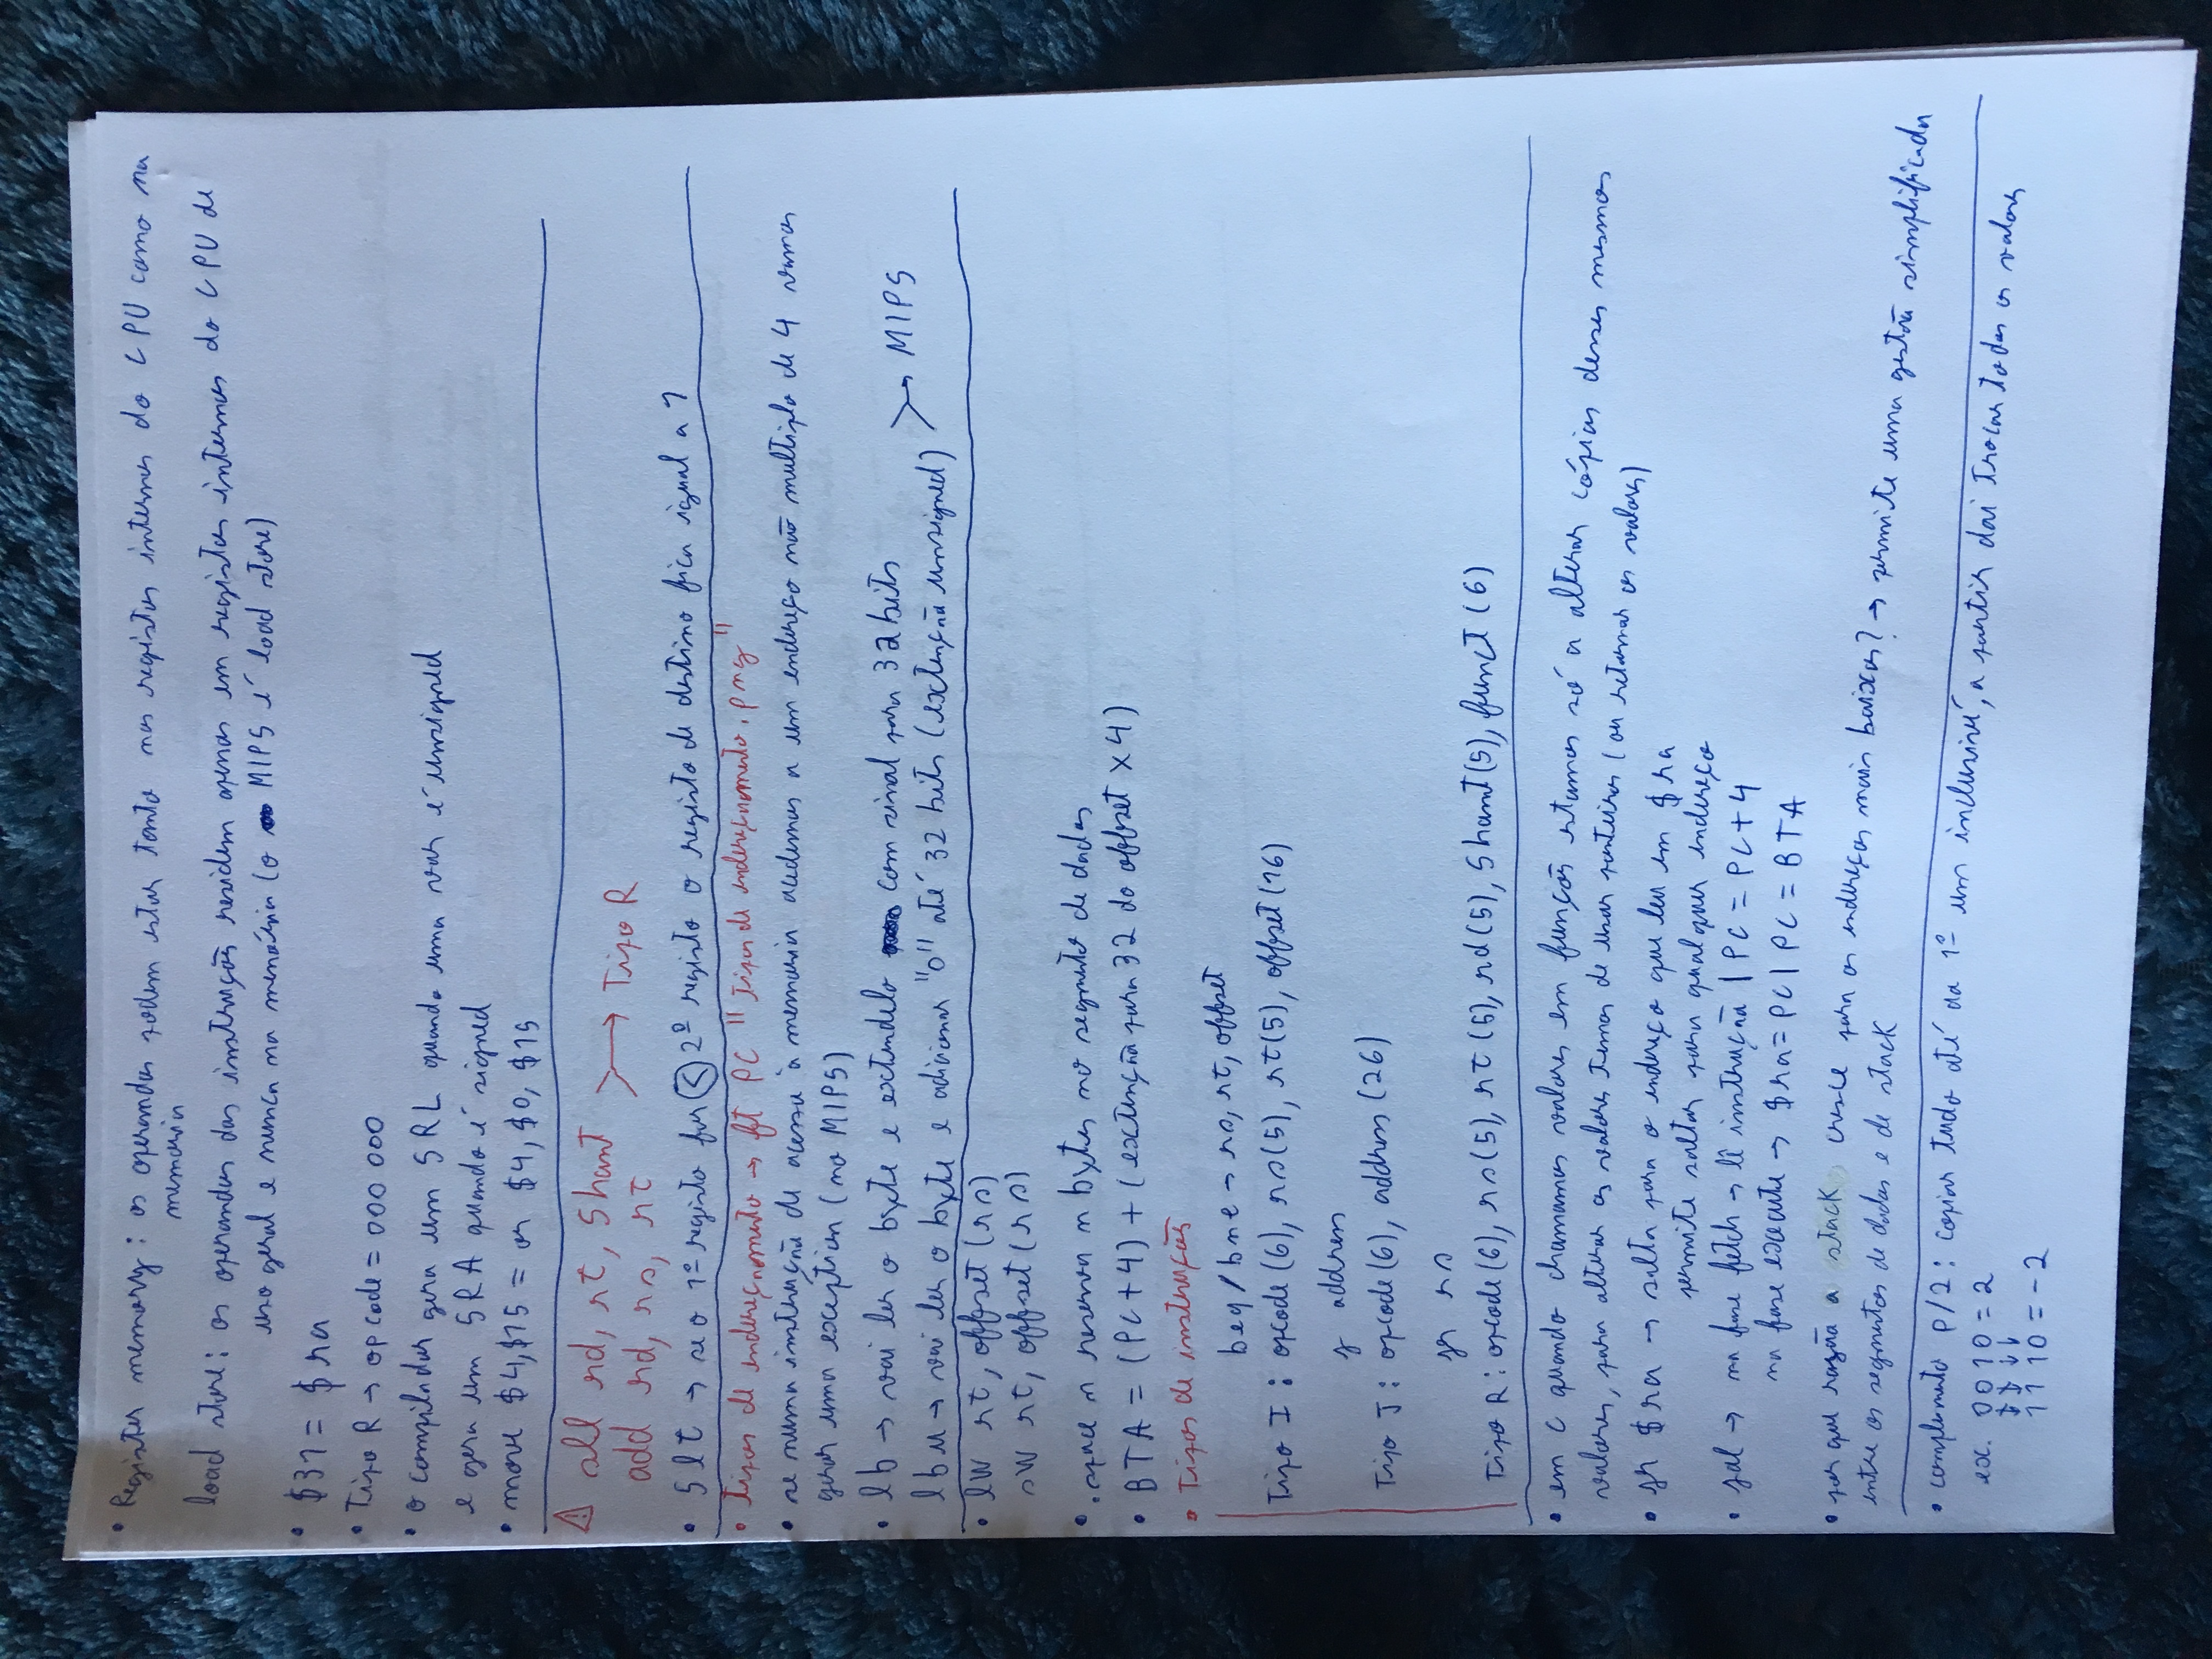 • Register memory: os operandos podem estar tanto nos registos internos do CPU como na
memoria
load store: os operandos das instruções residem apenas em registos internos do CPU de
uso geral e nunca na memória (o MIPS é load store)
• $31 = $ra
• Tipo R → opcode = 000 000
• o compilador gera um SRL quando uma var é unsigned
e gera um SRA quando é signed
• move $4,$15 = or $4, $0, $15
⚠ sll rd, rt, Shamt
add rd, rs, rt → Tipo R
• Slt → se o 1º registo for < 2º registo o registo de destino fica igual a 1
• tipos de endereçamento → ft PC "Tipos de endereçamento.png"
• se numa instrução de acesso à memoria acedemos a um endereço não multiplo de 4 vamos
gerar uma exception (no MIPS)
• lb → vai ler o byte e extendelo com sinal para 32 bits
lbu → vai ler o byte e adicionar "0" até 32 bits (extenção unsigned) → MIPS
• lW rt, offset(rs)
sW rt, offset(rs)
• .space n reserva n bytes no segmento de dados
• BTA = (PC+4) + (extenção para 32 do offset x 4)
• Tipos de instruções
beq/bne → rs, rt, offset
Tipo I: opcode(6), rs(5), rt(5), offset(16)
j address
Tipo J: opcode(6), address(26)
jr rs
Tipo R: opcode(6), rs(5), rt(5), rd(5), Shamt(5), funct(6)
• em C quando chamamos valores em funções estamos só a alterar cópias desses mesmos
valores, para alterar os valores temos de usar ponteiros (ou retornar os valores)
• jr $ra → salta para o endereço que leu em $ra
permite saltar para qualquer endereço
• jal → na fase fetch → lê instrução | PC = PC+4
na fase execute → $ra=PC | PC = BTA
• por que razão a stack cresce para os endereços mais baixos? → permite uma gestão simplificada
entre os segmentos de dados e de stack
• complemento p/2: copiar tudo até ao 1º um inclusivé, a partir dai trocar todos os valores
ex. 0010 = 2
↓↓↓↓
1110 = -2